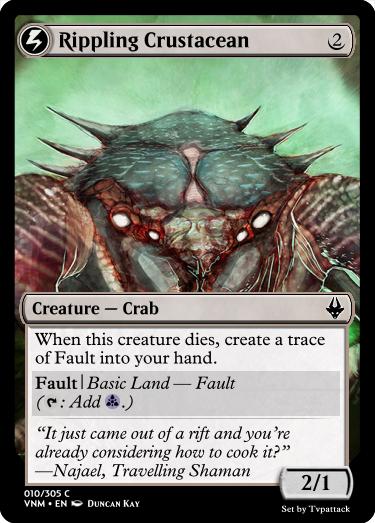 Rippling Crustacean 2
Creature — Crab
When this creature dies, create a trace
of Fault into your hand.
Fault | Basic Land — Fault
( : Add .)
“It just came out of a rift and you’re
already considering how to cook it?”
—Najael, Travelling Shaman
2/1
010/305 C
VNM • EN Duncan Kay
Set by Tvpattack